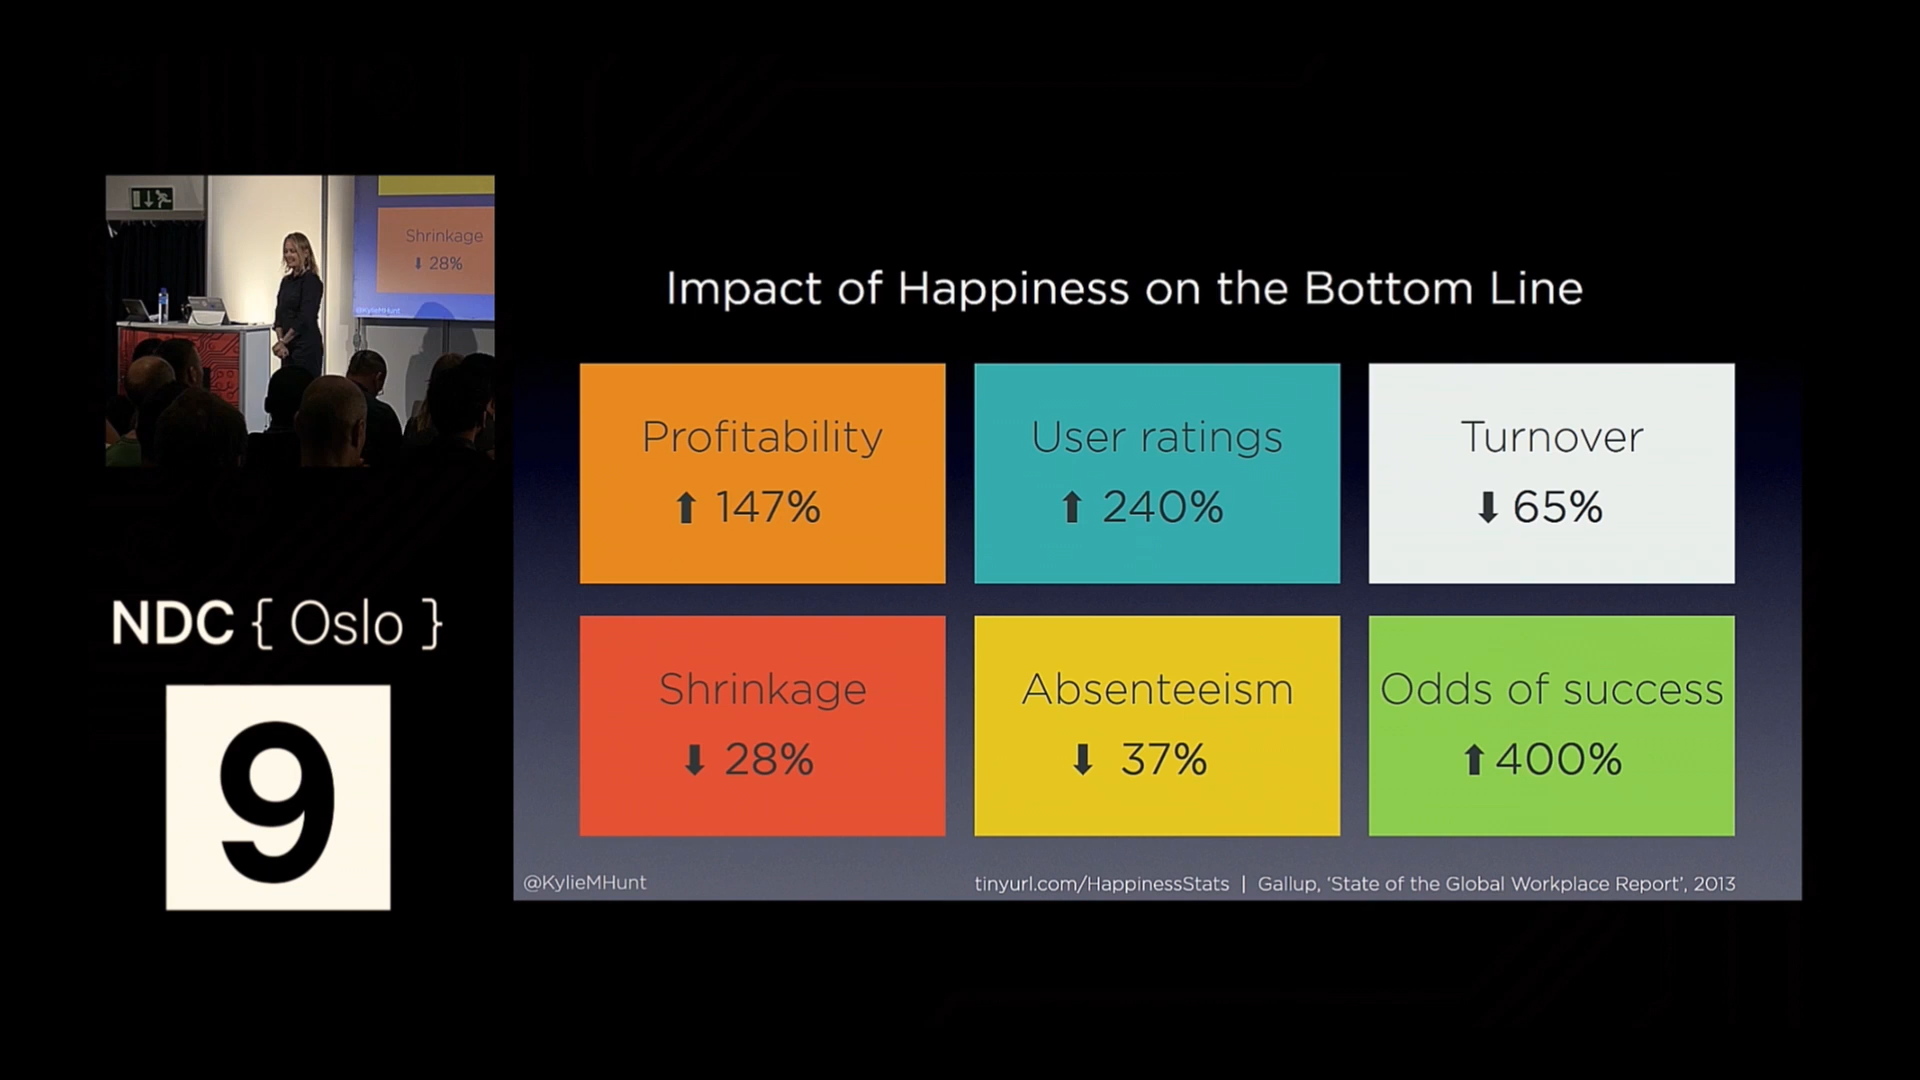 Shrinkage
⬇ 28%
@KylieMHunt
NDC { Oslo }
9
Impact of Happiness on the Bottom Line
Profitability
⬆ 147%
User ratings
⬆ 240%
Turnover
⬇ 65%
Shrinkage
⬇ 28%
Absenteeism
⬇ 37%
Odds of success
⬆ 400%
@KylieMHunt
tinyurl.com/HappinessStats | Gallup, ‘State of the Global Workplace Report’, 2013